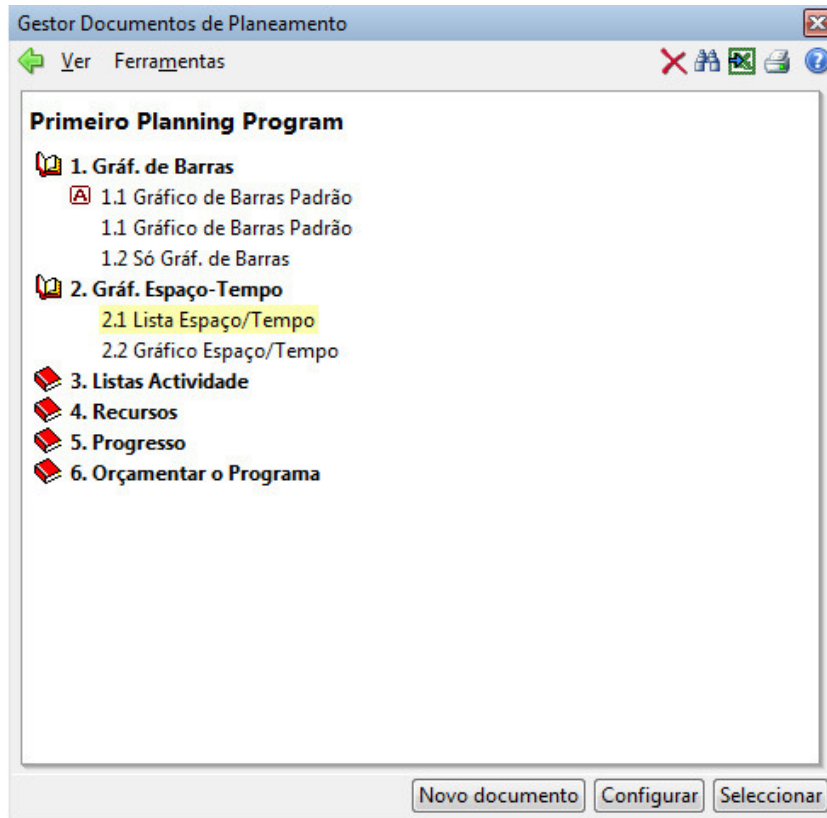 Gestor Documentos de Planeamento
Ver Ferramentas
Primeiro Planning Program
1. Gráf. de Barras
A 1.1 Gráfico de Barras Padrão
1.1 Gráfico de Barras Padrão
1.2 Só Gráf. de Barras
2. Gráf. Espaço-Tempo
2.1 Lista Espaço/Tempo
2.2 Gráfico Espaço/Tempo
3. Listas Actividade
4. Recursos
5. Progresso
6. Orçamentar o Programa
Novo documento Configurar Seleccionar